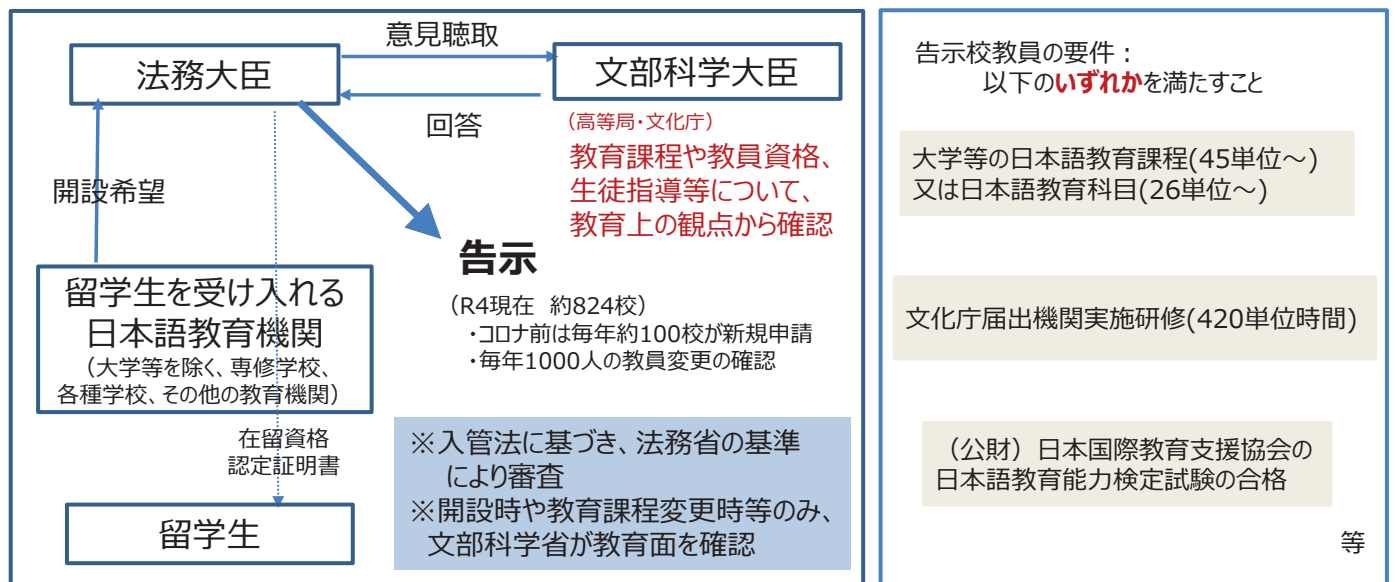 意見聴取
法務大臣
文部科学大臣
回答
開設希望
（高等局・文化庁）
教育課程や教員資格、
生徒指導等について、
教育上の観点から確認
告示
（R4現在 約824校）
・コロナ前は毎年約100校が新規申請
・毎年1000人の教員変更の確認
留学生を受け入れる
日本語教育機関
（大学等を除く、専修学校、
各種学校、その他の教育機関）
在留資格
認定証明書
留学生
※入管法に基づき、法務省の基準
により審査
※開設時や教育課程変更時等のみ、
文部科学省が教育面を確認
告示校教員の要件：
以下のいずれかを満たすこと
大学等の日本語教育課程(45単位～)
又は日本語教育科目(26単位～)
文化庁届出機関実施研修(420単位時間)
（公財）日本国際教育支援協会の
日本語教育能力検定試験の合格
等